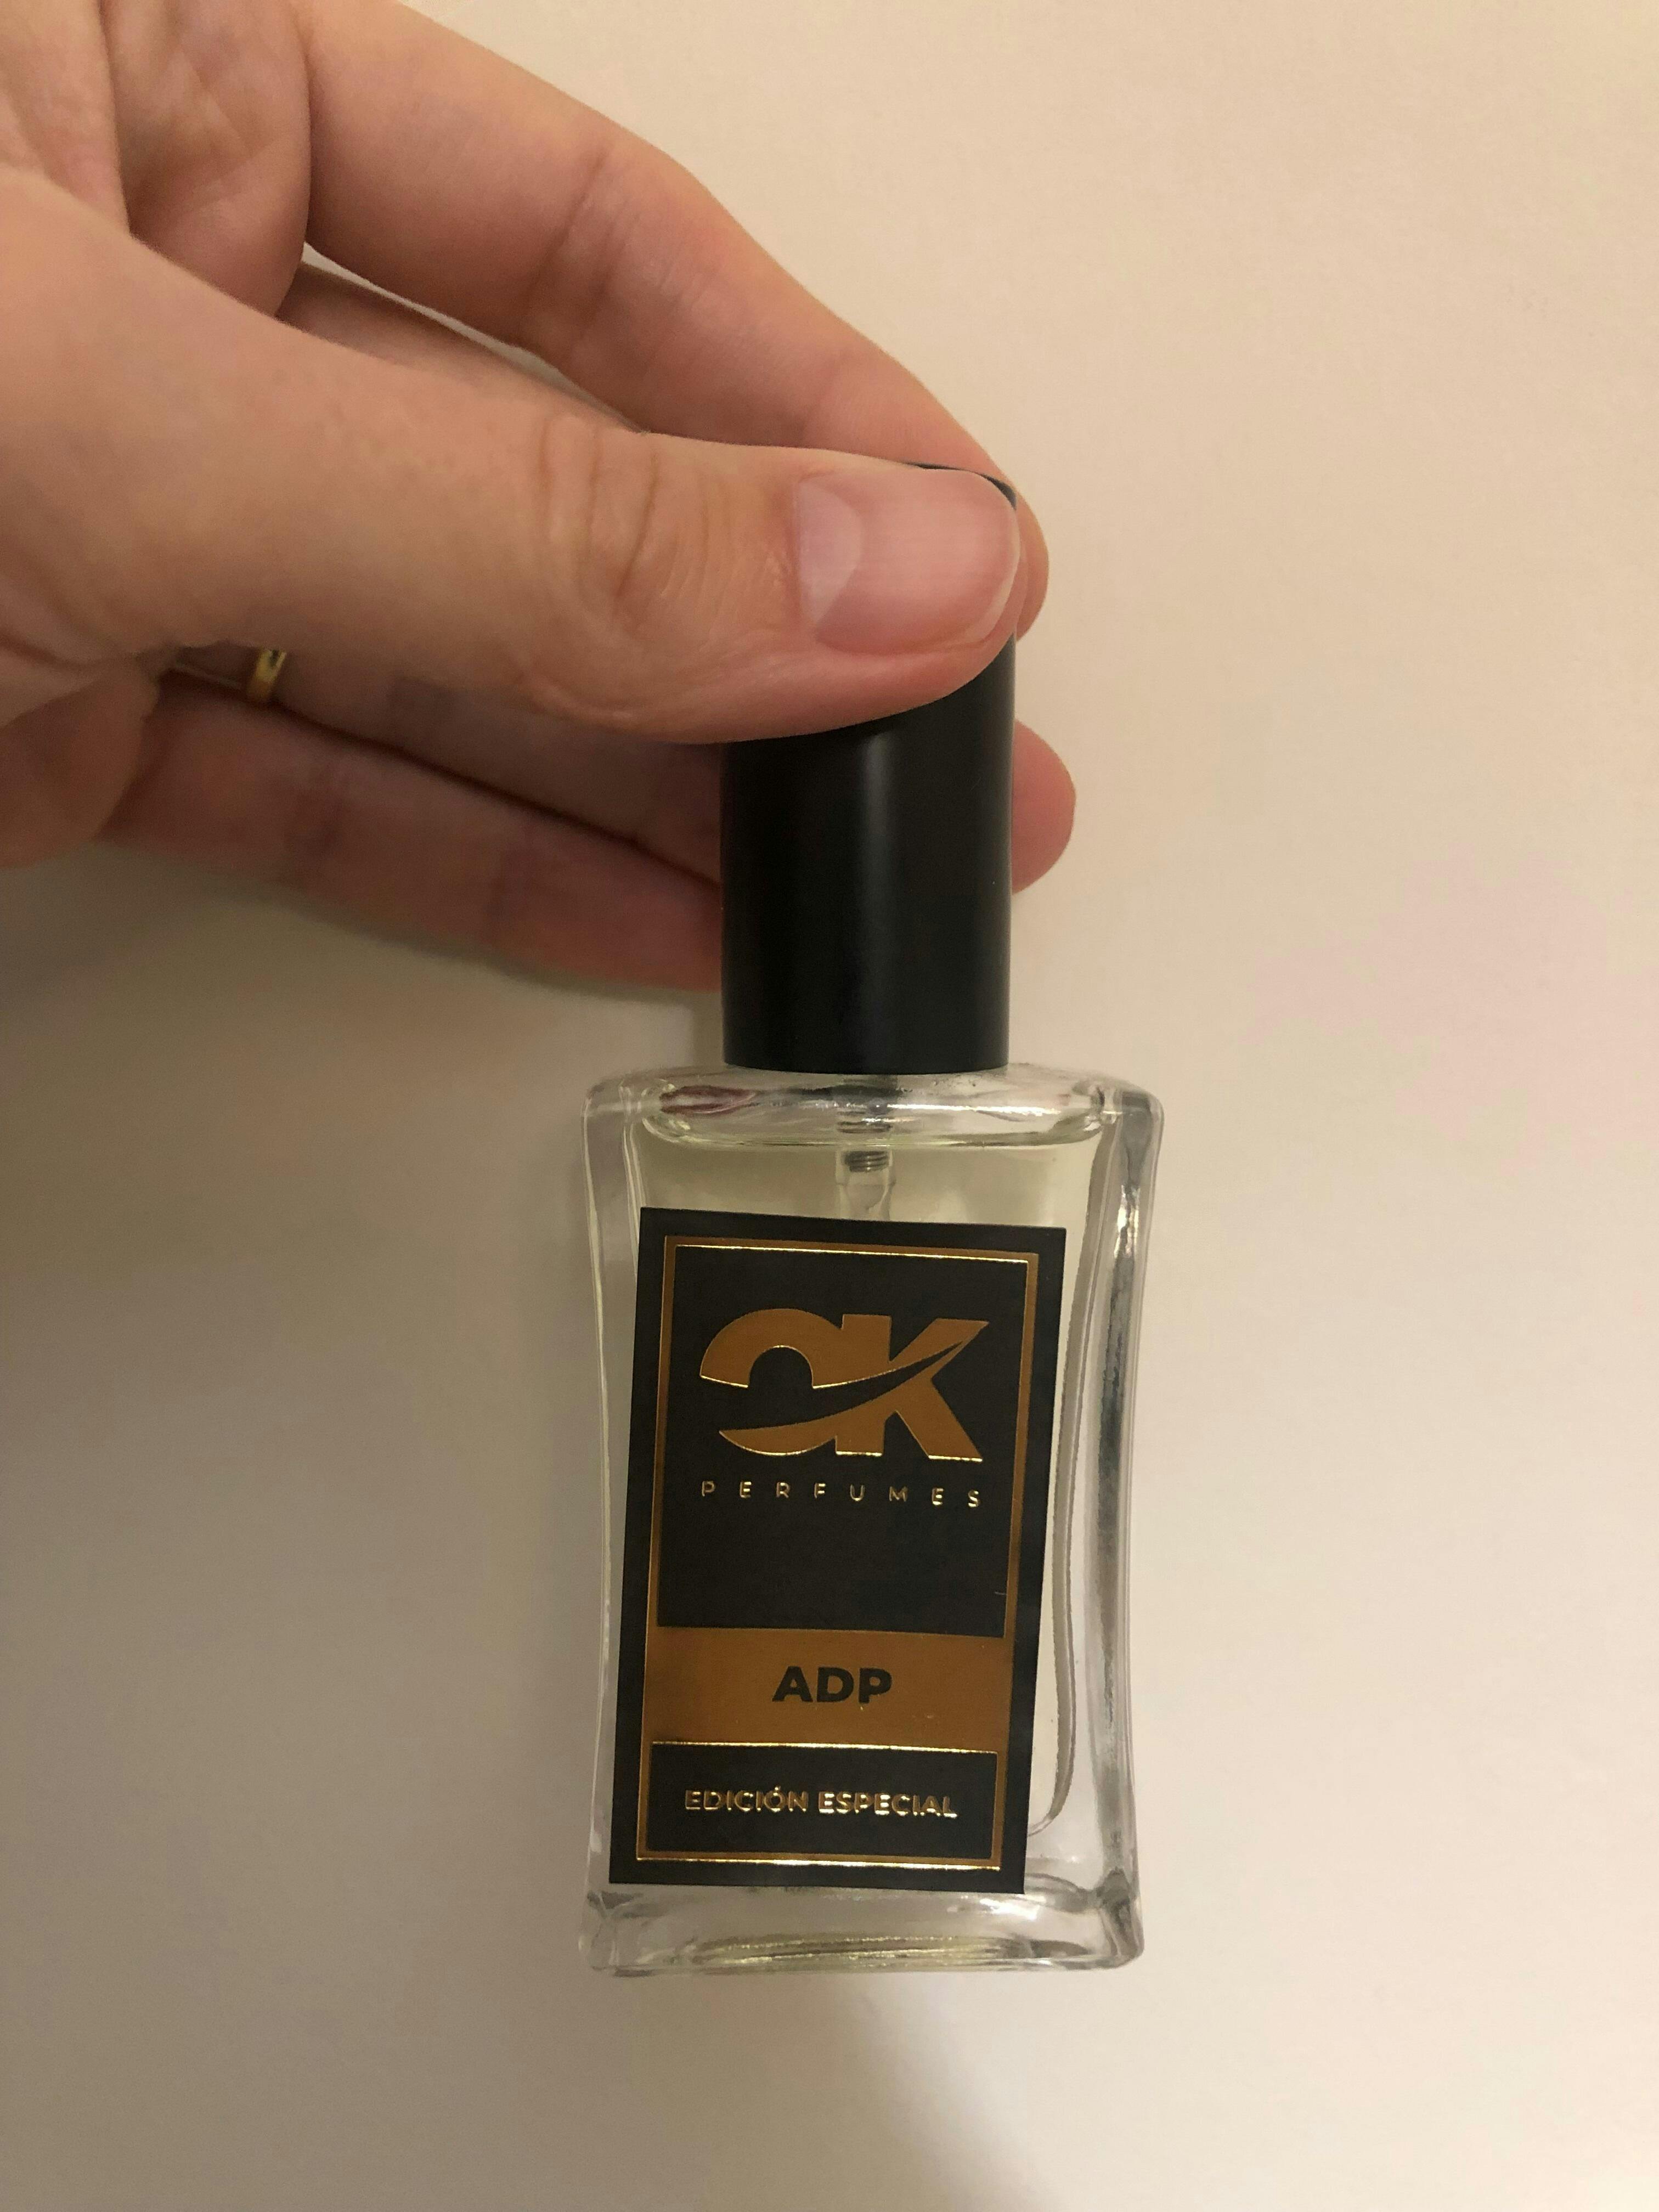 OK
PERFUMES
ADP
EDICIÓN ESPECIAL